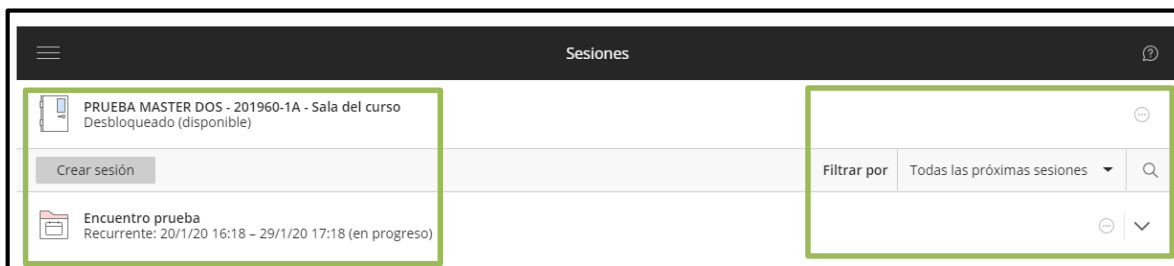 Sesiones
PRUEBA MASTER DOS - 201960-1A - Sala del curso
Desbloqueado (disponible)
Crear sesión
Filtrar por
Todas las próximas sesiones
Encuentro prueba
Recurrente: 20/1/20 16:18 – 29/1/20 17:18 (en progreso)